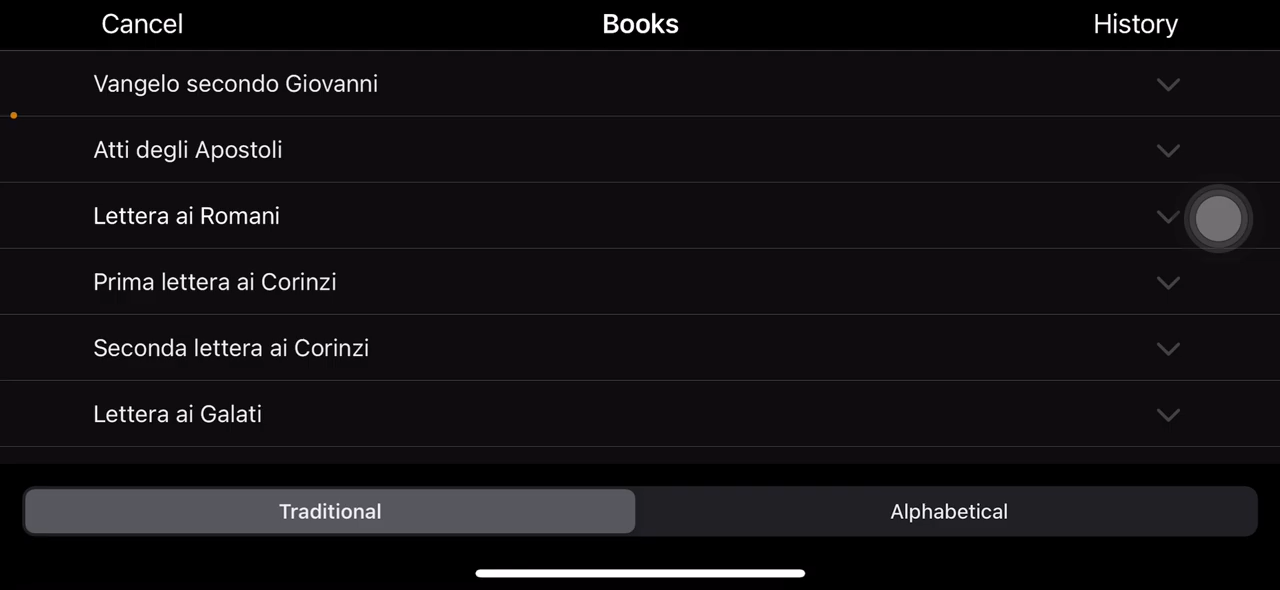 Cancel Books History
Vangelo secondo Giovanni
Atti degli Apostoli
Lettera ai Romani
Prima lettera ai Corinzi
Seconda lettera ai Corinzi
Lettera ai Galati
Traditional Alphabetical